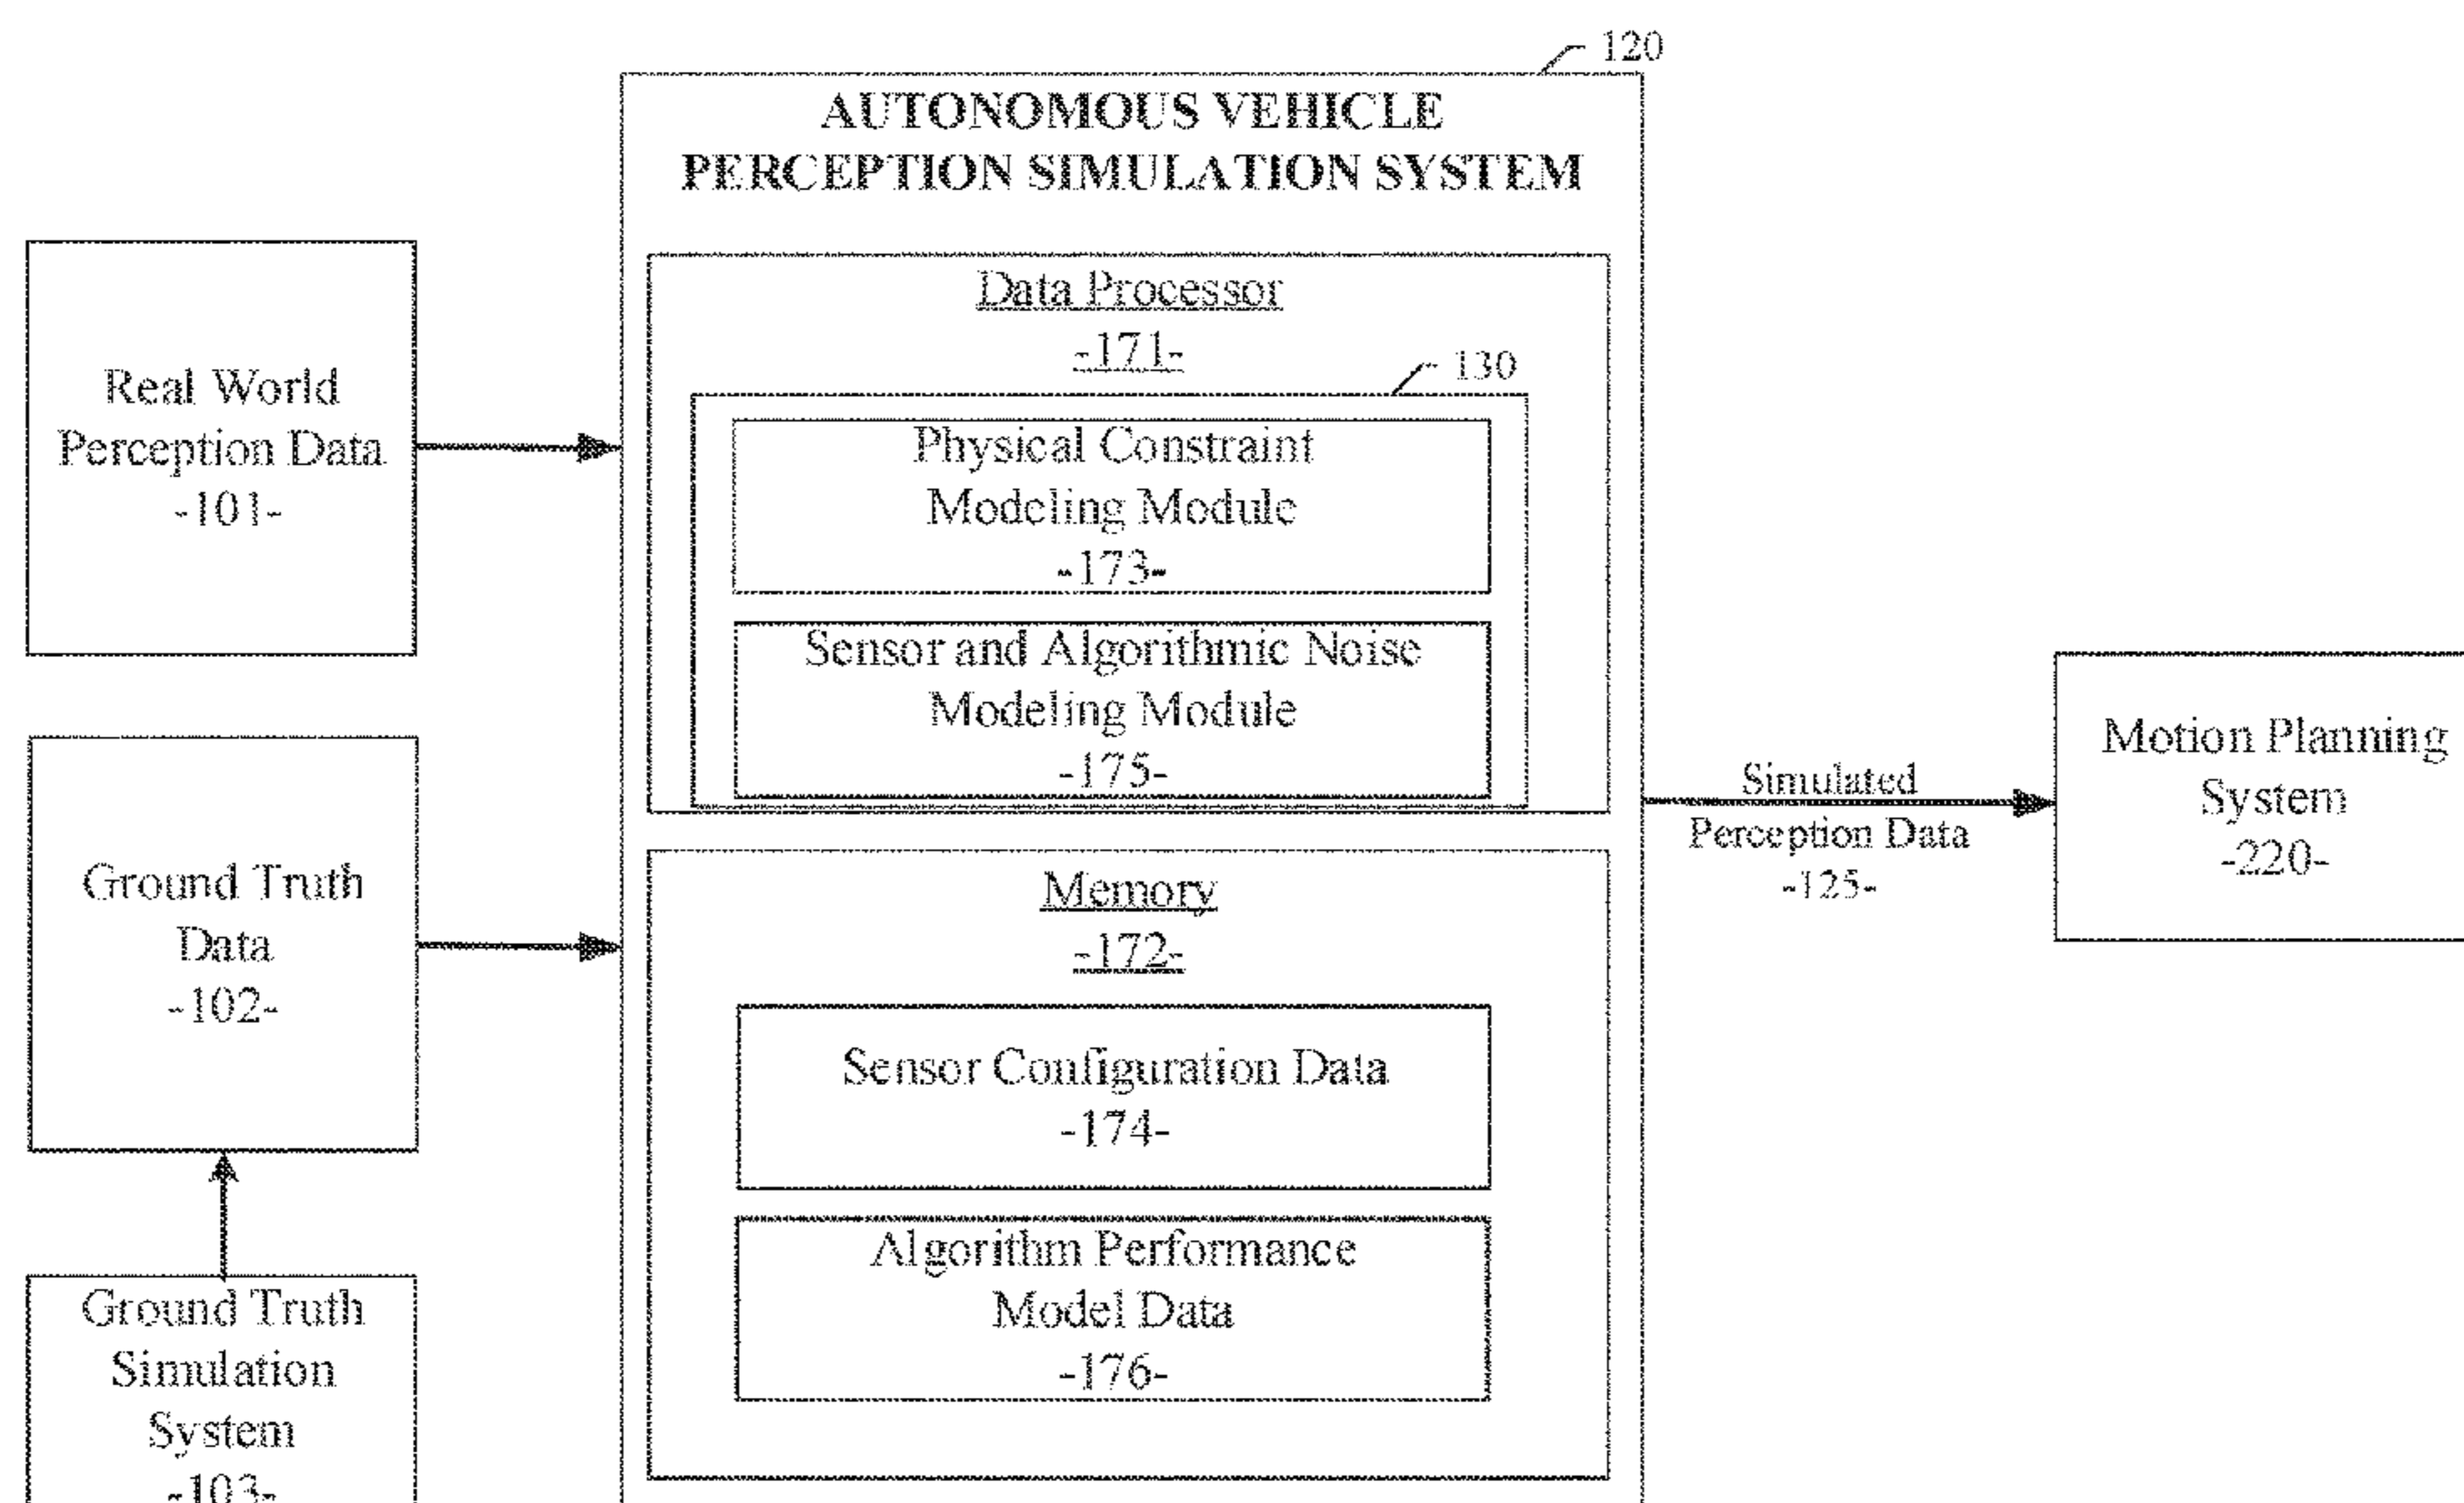 120
AUTONOMOUS VEHICLE
PERCEPTION SIMULATION SYSTEM
Real World
Perception Data
-101-
Ground Truth
Data
-102-
Ground Truth
Simulation
System
-103-
Data Processor
-171-
130
Physical Constraint
Modeling Module
-173-
Sensor and Algorithmic Noise
Modeling Module
-175-
Memory
-172-
Sensor Configuration Data
-174-
Algorithm Performance
Model Data
-176-
Simulated
Perception Data
-125-
Motion Planning
System
-220-